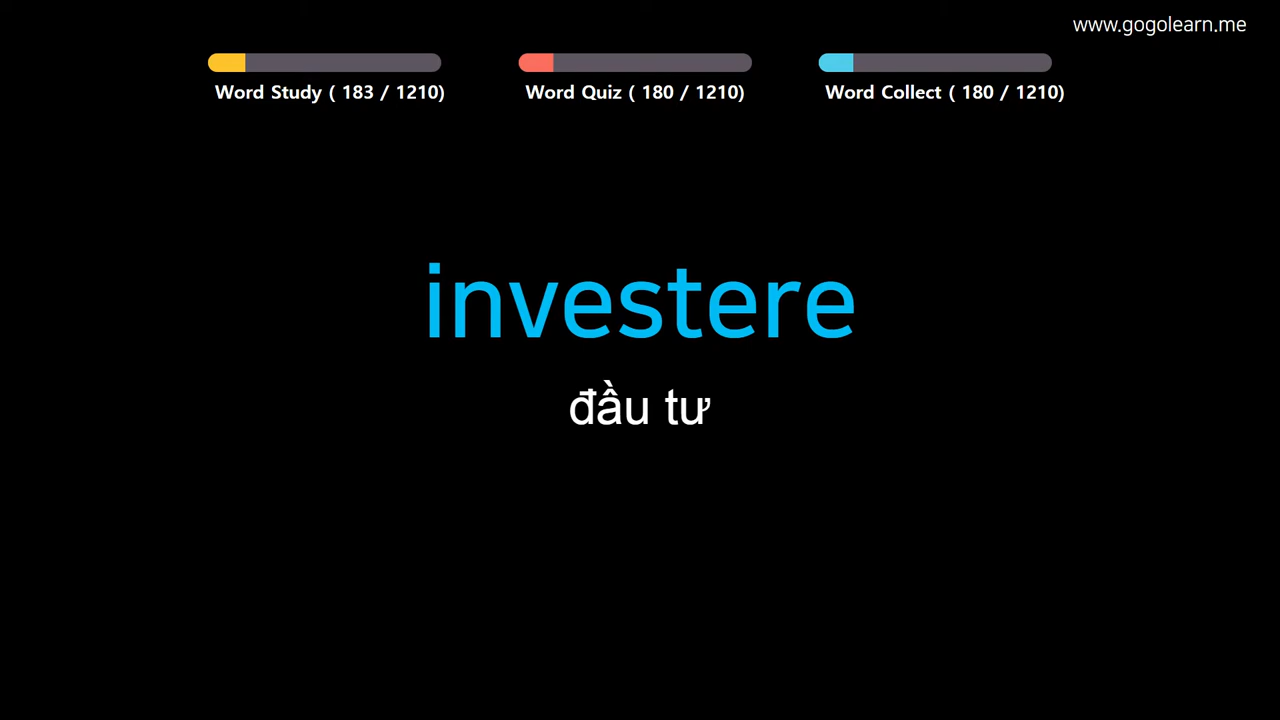 www.gogolearn.me
Word Study ( 183 / 1210)
Word Quiz ( 180 / 1210)
Word Collect ( 180 / 1210)
investere
đầu tư